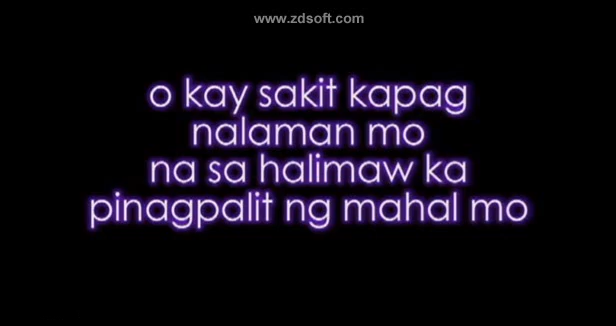 www.zdsoft.com
o kay sakit kapag
nalaman mo
na sa halimaw ka
pinagpalit ng mahal mo